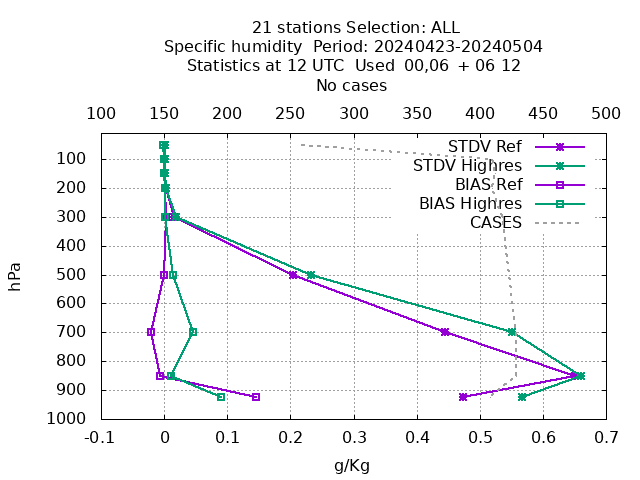 21 stations Selection: ALL
Specific humidity  Period: 20240423-20240504
Statistics at 12 UTC  Used  00,06  + 06 12
No cases
100 150 200 250 300 350 400 450 500
STDV Ref
STDV Highres
BIAS Ref
BIAS Highres
CASES
hPa
100
200
300
400
500
600
700
800
900
1000
-0.1 0 0.1 0.2 0.3 0.4 0.5 0.6 0.7
g/Kg